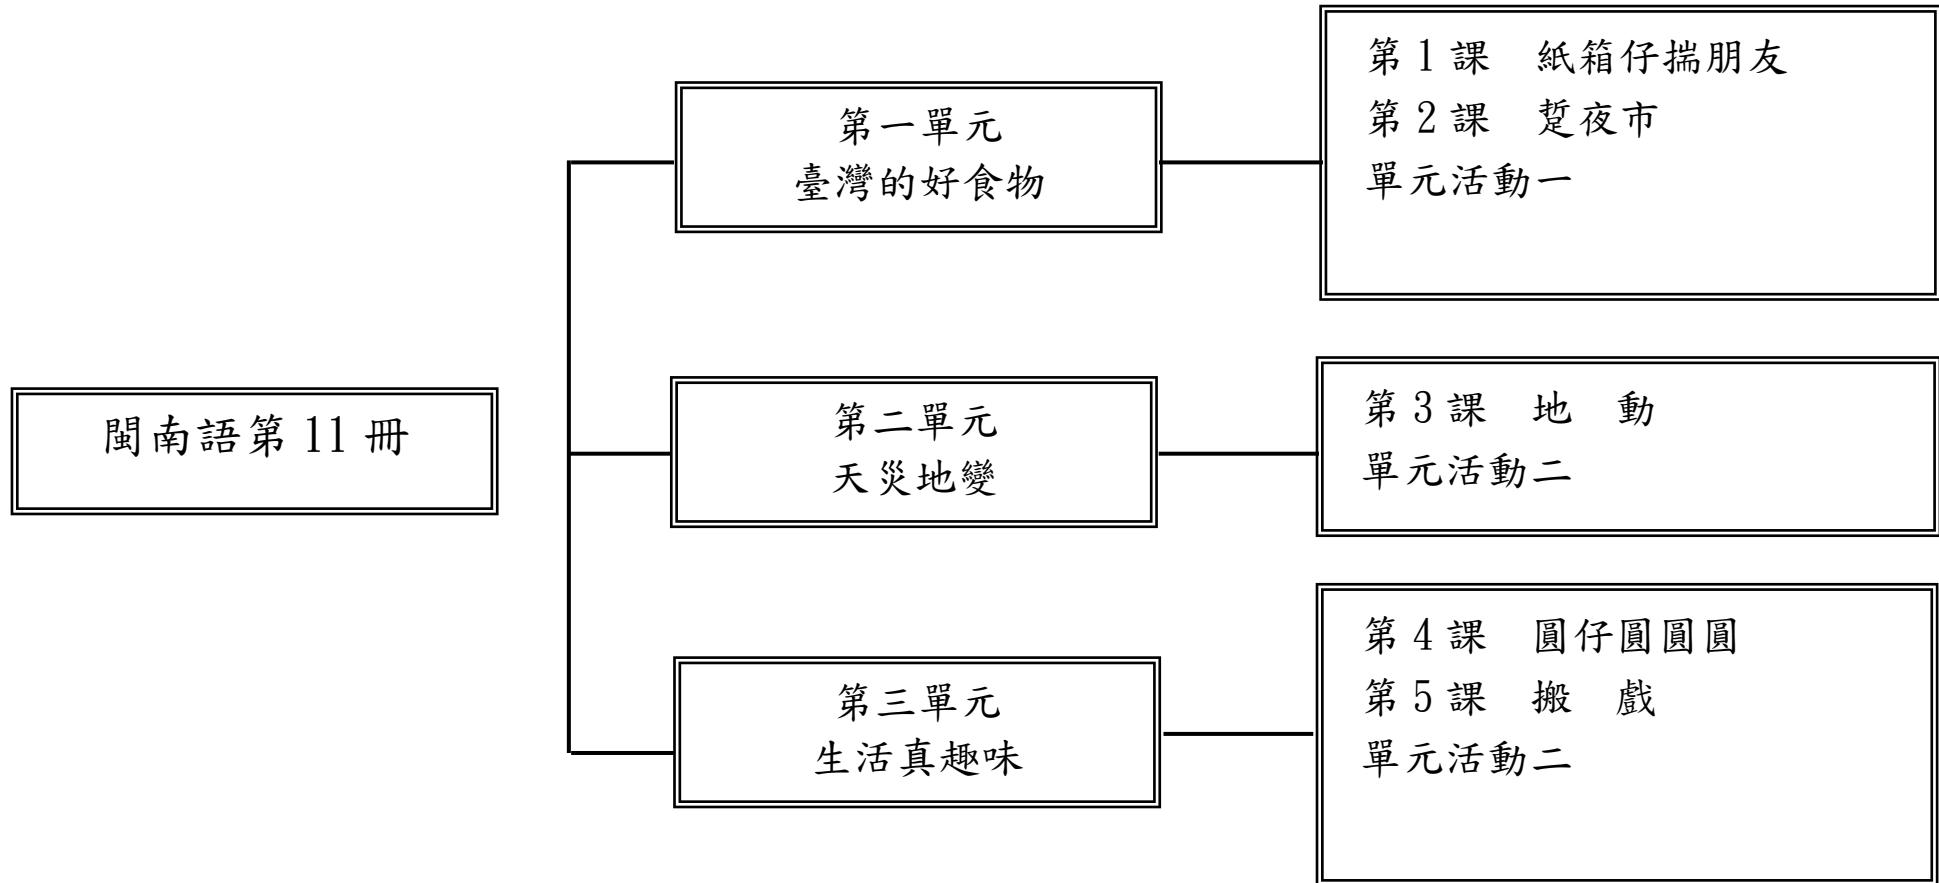 閩南語第 11 冊
第一單元
臺灣的好食物
第 1 課　紙箱仔揣朋友
第 2 課　踅夜市
單元活動一
第二單元
天災地變
第 3 課　地　動
單元活動二
第三單元
生活真趣味
第 4 課　圓仔圓圓圓
第 5 課　搬　戲
單元活動二